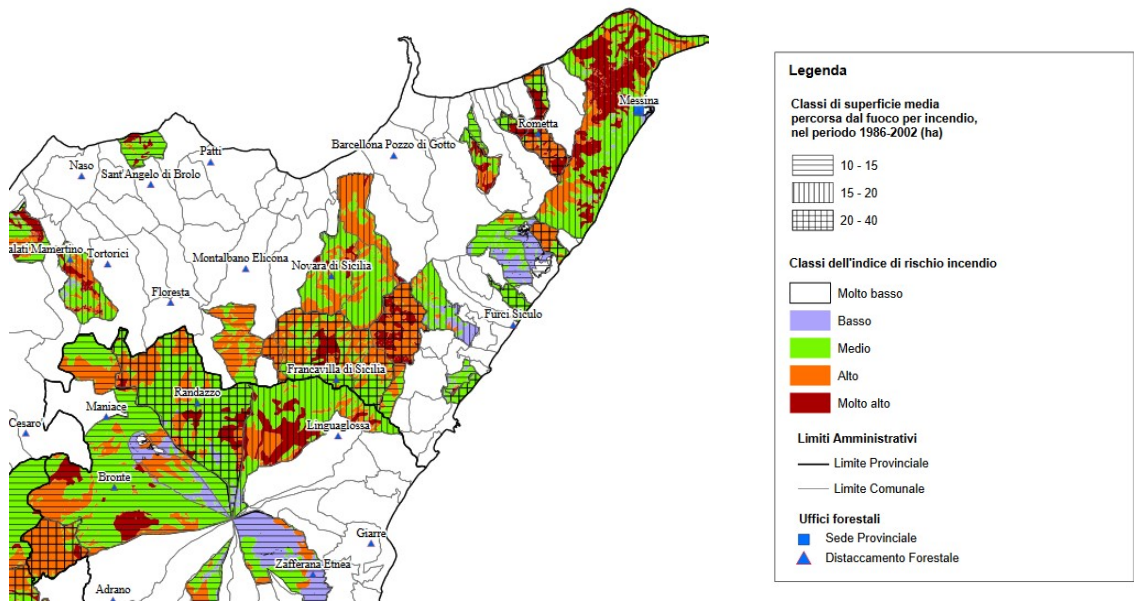 Messina
Rometta
Barcellona Pozzo di Gotto
Patti
Naso
Sant'Angelo di Brolo
alati Mamertino
Tortorici
Montalbano Elicona
Novara di Sicilia
Floresta
Furci Siculo
Francavilla di Sicilia
Randazzo
Maniace
Cesaro'
Linguaglossa
Bronte
Giarre
Zafferana Etnea
Adrano
Legenda
Classi di superficie media
percorsa dal fuoco per incendio,
nel periodo 1986-2002 (ha)
10 - 15
15 - 20
20 - 40
Classi dell'indice di rischio incendio
Molto basso
Basso
Medio
Alto
Molto alto
Limiti Amministrativi
Limite Provinciale
Limite Comunale
Uffici forestali
Sede Provinciale
Distaccamento Forestale